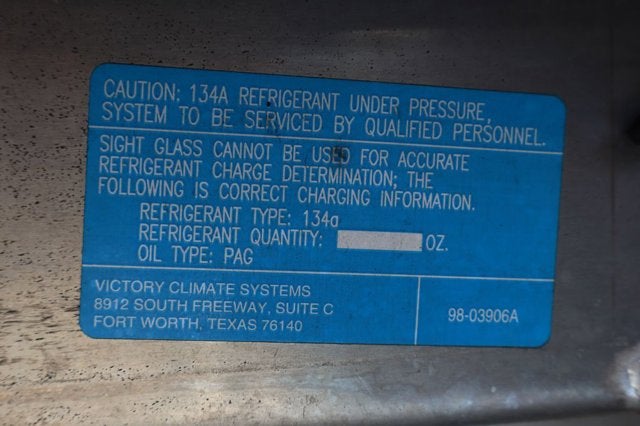 CAUTION: 134A REFRIGERANT UNDER PRESSURE,
SYSTEM TO BE SERVICED BY QUALIFIED PERSONNEL.
SIGHT GLASS CANNOT BE USED FOR ACCURATE
REFRIGERANT CHARGE DETERMINATION; THE
FOLLOWING IS CORRECT CHARGING INFORMATION.
REFRIGERANT TYPE: 134a
REFRIGERANT QUANTITY: OZ.
OIL TYPE: PAG
VICTORY CLIMATE SYSTEMS
8912 SOUTH FREEWAY, SUITE C
FORT WORTH, TEXAS 76140
98-03906A